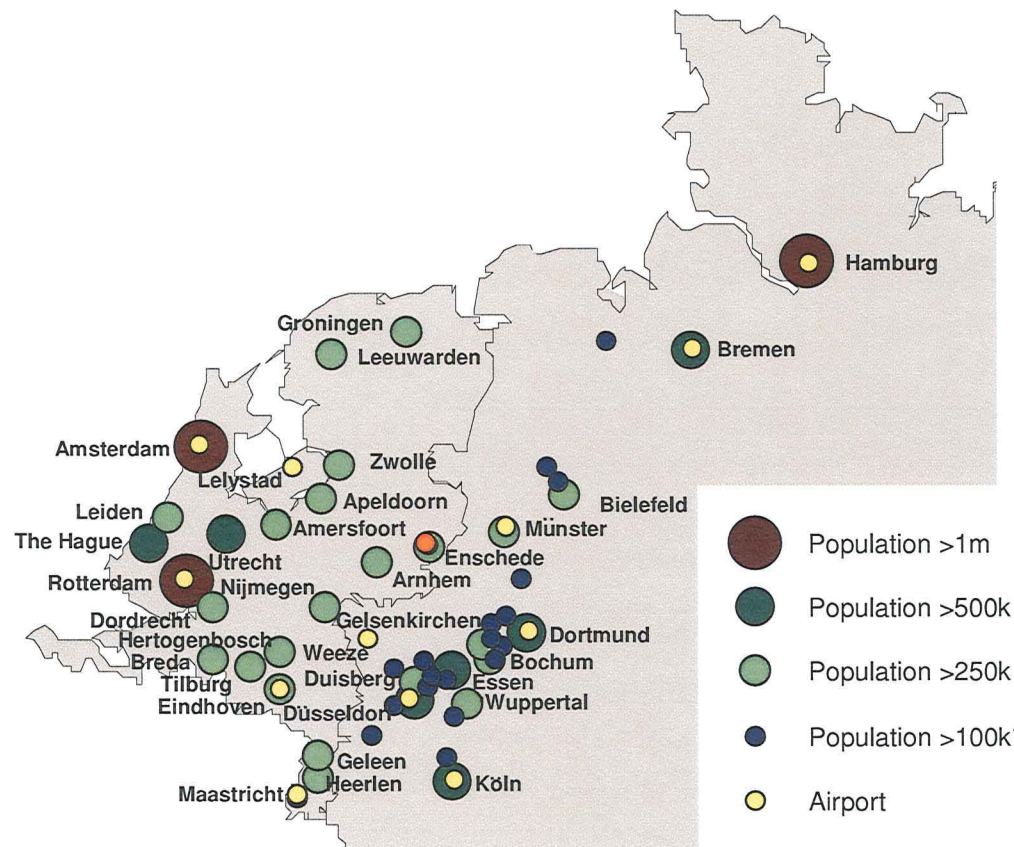 Hamburg
Groningen
Leeuwarden
Bremen
Amsterdam
Zwolle
Lelystad
Apeldoorn
Bielefeld
Leiden
Amersfoort
Münster
The Hague
Utrecht
Enschede
Rotterdam
Nijmegen
Arnhem
Dordrecht
Gelsenkirchen
Hertogenbosch
Dortmund
Breda
Weeze
Bochum
Tilburg
Duisberg
Essen
Eindhoven
Düsseldorf
Wuppertal
Geleen
Heerlen
Maastricht
Köln
Population >1m
Population >500k
Population >250k
Population >100k
Airport